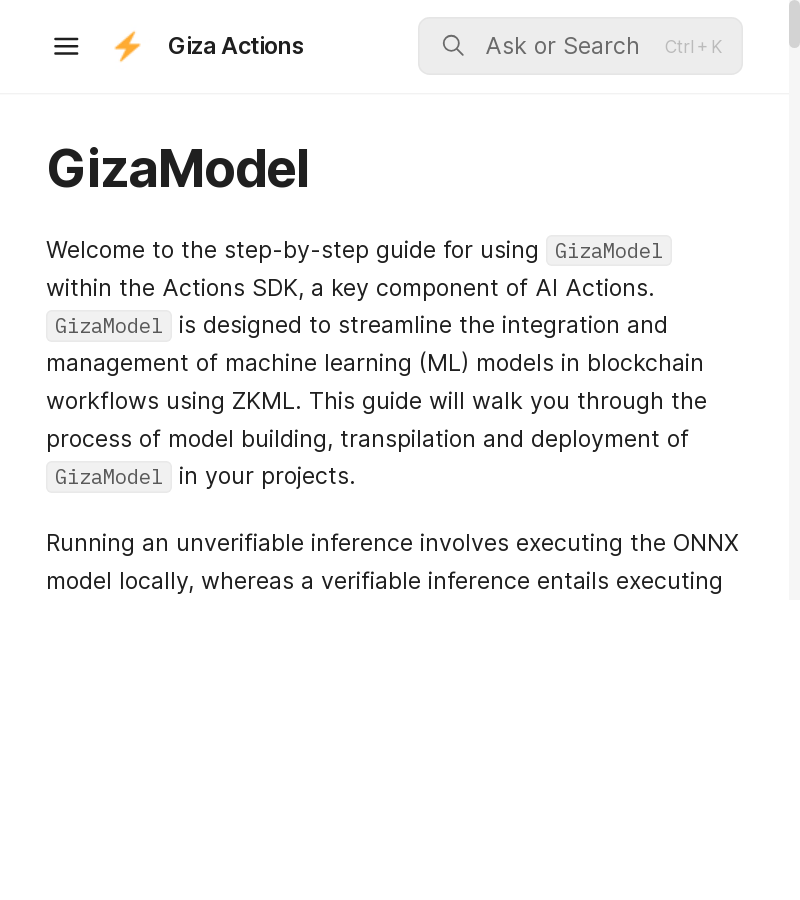 Giza Actions
Ask or Search
Ctrl + K
GizaModel
Welcome to the step-by-step guide for using GizaModel
within the Actions SDK, a key component of AI Actions.
GizaModel is designed to streamline the integration and
management of machine learning (ML) models in blockchain
workflows using ZKML. This guide will walk you through the
process of model building, transpilation and deployment of
GizaModel in your projects.
Running an unverifiable inference involves executing the ONNX
model locally, whereas a verifiable inference entails executing